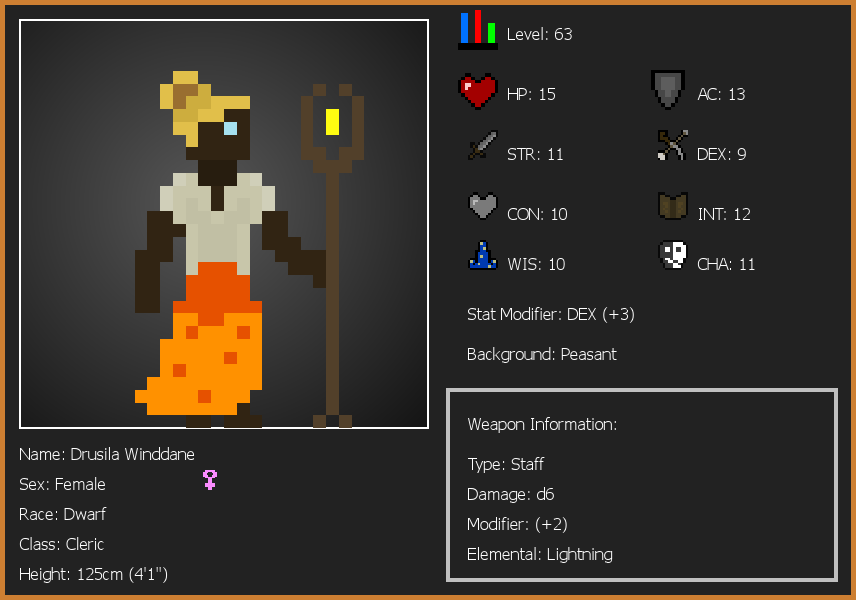 Level: 63
HP: 15
AC: 13
STR: 11
DEX: 9
CON: 10
INT: 12
WIS: 10
CHA: 11
Stat Modifier: DEX (+3)
Background: Peasant
Weapon Information:
Type: Staff
Damage: d6
Modifier: (+2)
Elemental: Lightning
Name: Drusila Winddane
Sex: Female
Race: Dwarf
Class: Cleric
Height: 125cm (4'1")